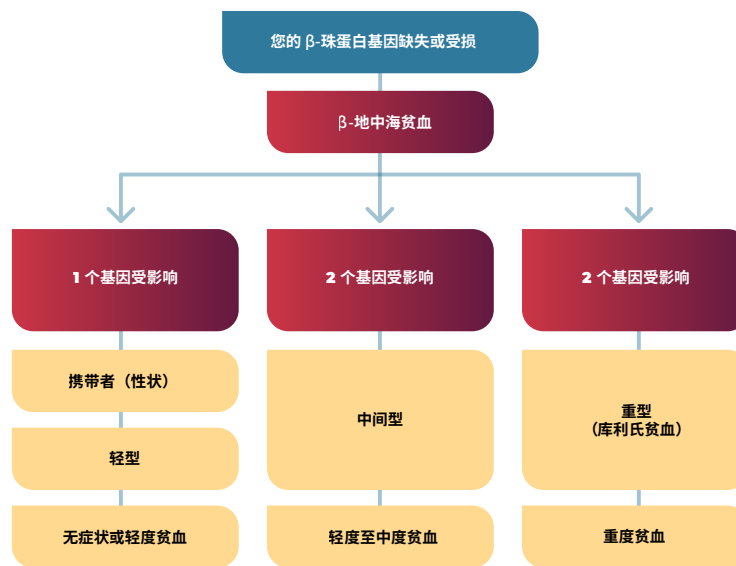 您的 β-珠蛋白基因缺失或受损
β-地中海贫血
1 个基因受影响
2 个基因受影响
2 个基因受影响
携带者（性状）
轻型
中间型
重型
（库利氏贫血）
无症状或轻度贫血
轻度至中度贫血
重度贫血